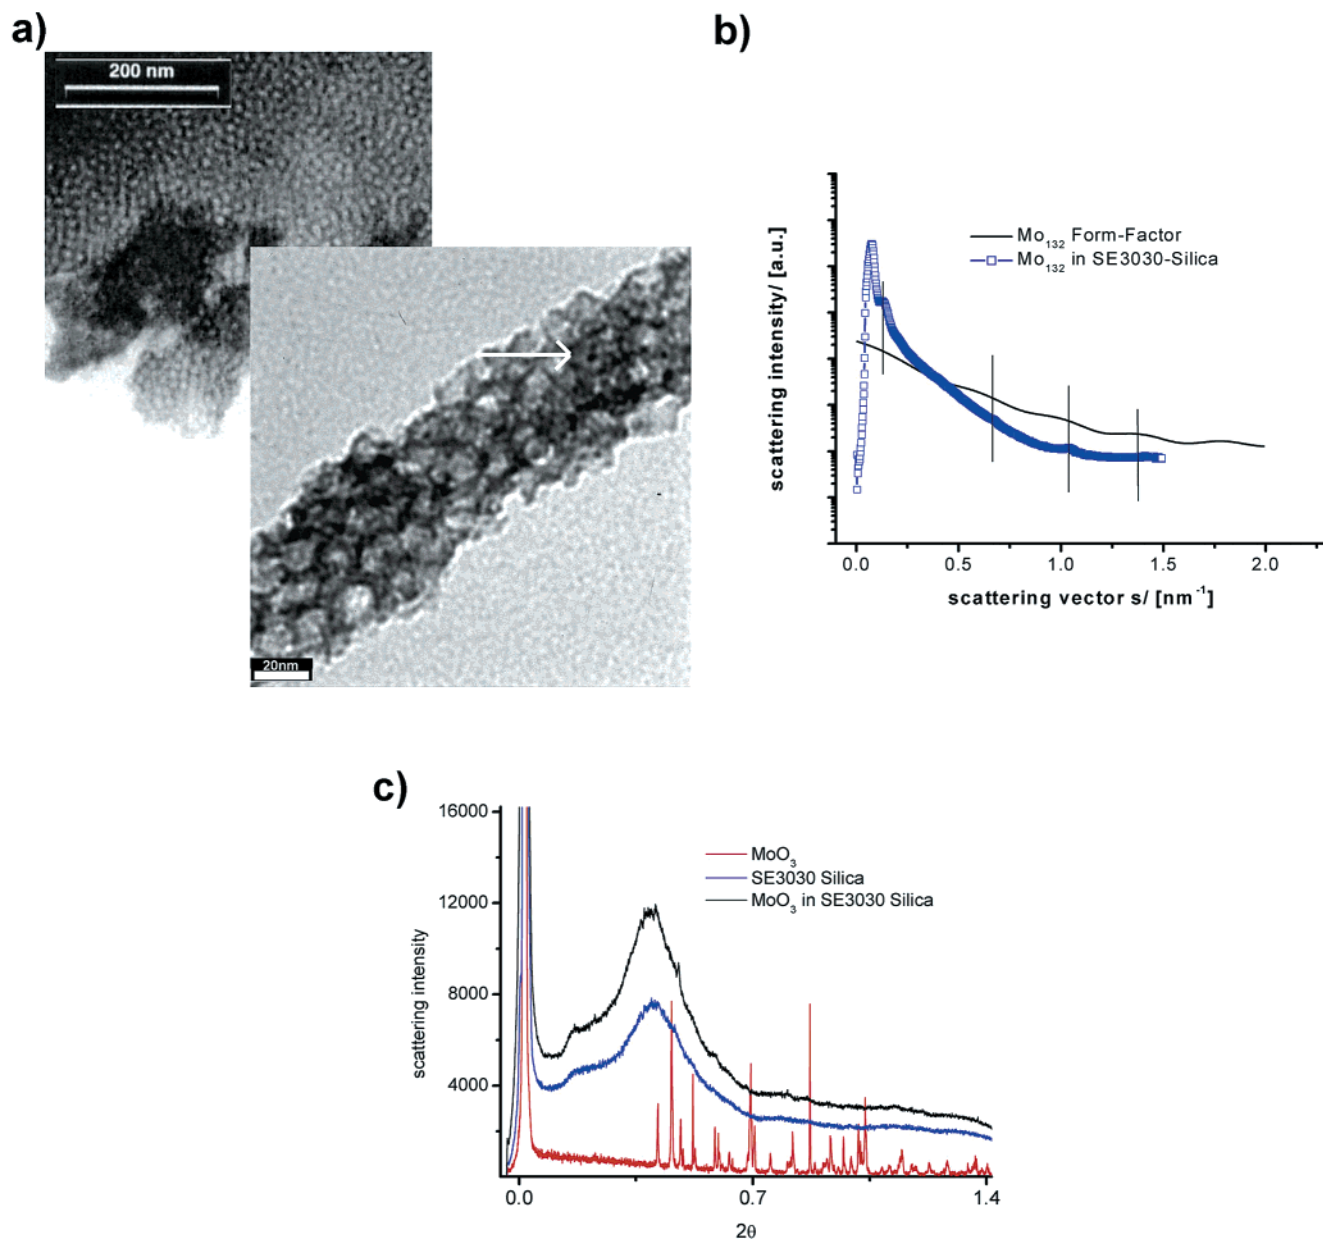 a)
200 nm
20nm
b)
scattering intensity/ [a.u.]
Mo132 Form-Factor
Mo132 in SE3030-Silica
0.0 0.5 1.0 1.5 2.0
scattering vector s/ [nm-1]
c)
scattering intensity
16000
12000
8000
4000
MoO3
SE3030 Silica
MoO3 in SE3030 Silica
0.0 0.7 1.4
2θ